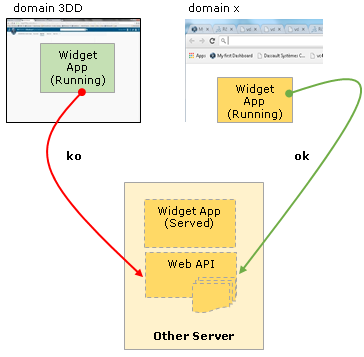 domain 3DD
domain x
Widget
App
(Running)
Apps
My First Dashboard
Dassault Systèmes C...
Widget
App
(Running)
ko
ok
Widget App
(Served)
Web API
Other Server